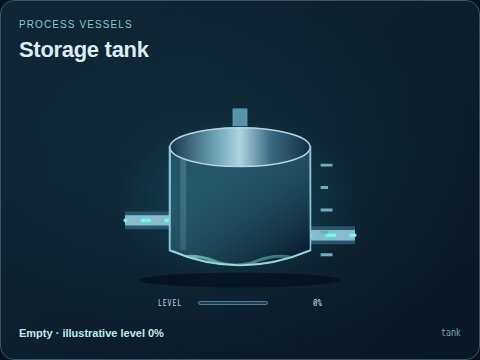 PROCESS VESSELS
Storage tank
LEVEL 0%
Empty · illustrative level 0%
tank